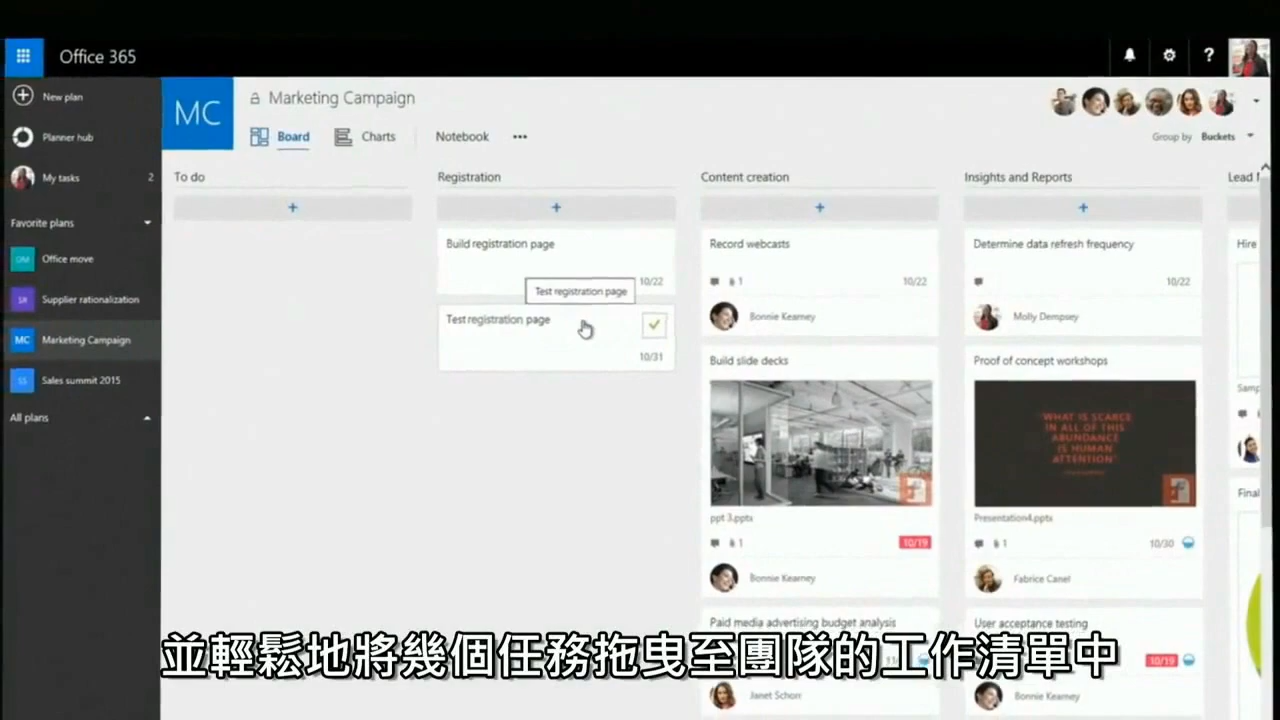 Office 365
?
New plan
Planner hub
My tasks
2
Favorite plans
OM
Office move
SR
Supplier rationalization
MC
Marketing Campaign
SS
Sales summit 2015
All plans
MC
Marketing Campaign
Board
Charts
Notebook
Group by
Buckets
To do
+
Registration
+
Build registration page
10/22
Test registration page
Test registration page
10/31
Content creation
+
Record webcasts
1
10/22
Bonnie Kearney
Build slide decks
ppt 3.pptx
1
10/19
Bonnie Kearney
Paid media advertising budget analysis
Janet Schorr
Insights and Reports
+
Determine data refresh frequency
10/22
Molly Dempsey
Proof of concept workshops
"WHAT IS SCARCE
IN ALL OF THIS
ABUNDANCE
IS HUMAN
ATTENTION"
Presentation4.pptx
1
10/30
Fabrice Canel
User acceptance testing
10/19
Bonnie Kearney
Lead
Hire
Samp
Final
並輕鬆地將幾個任務拖曳至團隊的工作清單中